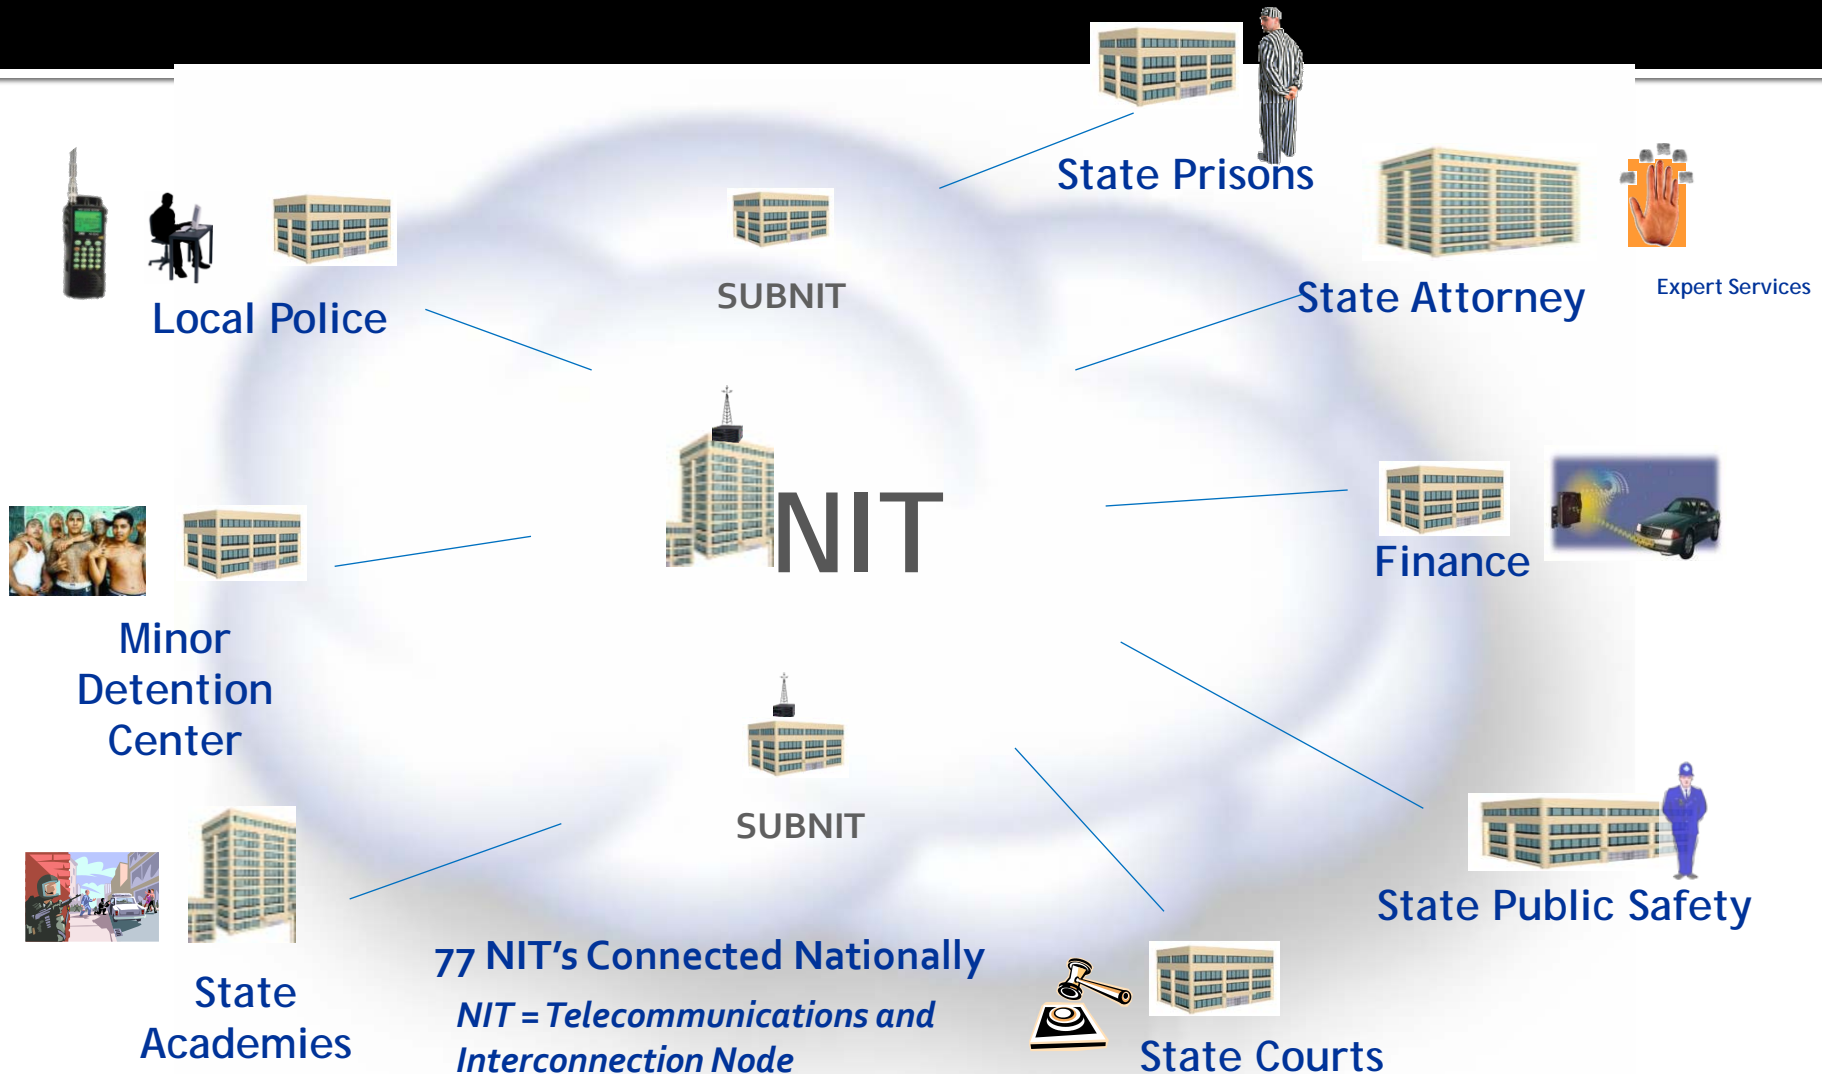 State Prisons
SUBNIT
State Attorney
Expert Services
Local Police
NIT
Finance
Minor
Detention
Center
SUBNIT
State Public Safety
77 NIT's Connected Nationally
State
Academies
NIT = Telecommunications and
Interconnection Node
State Courts